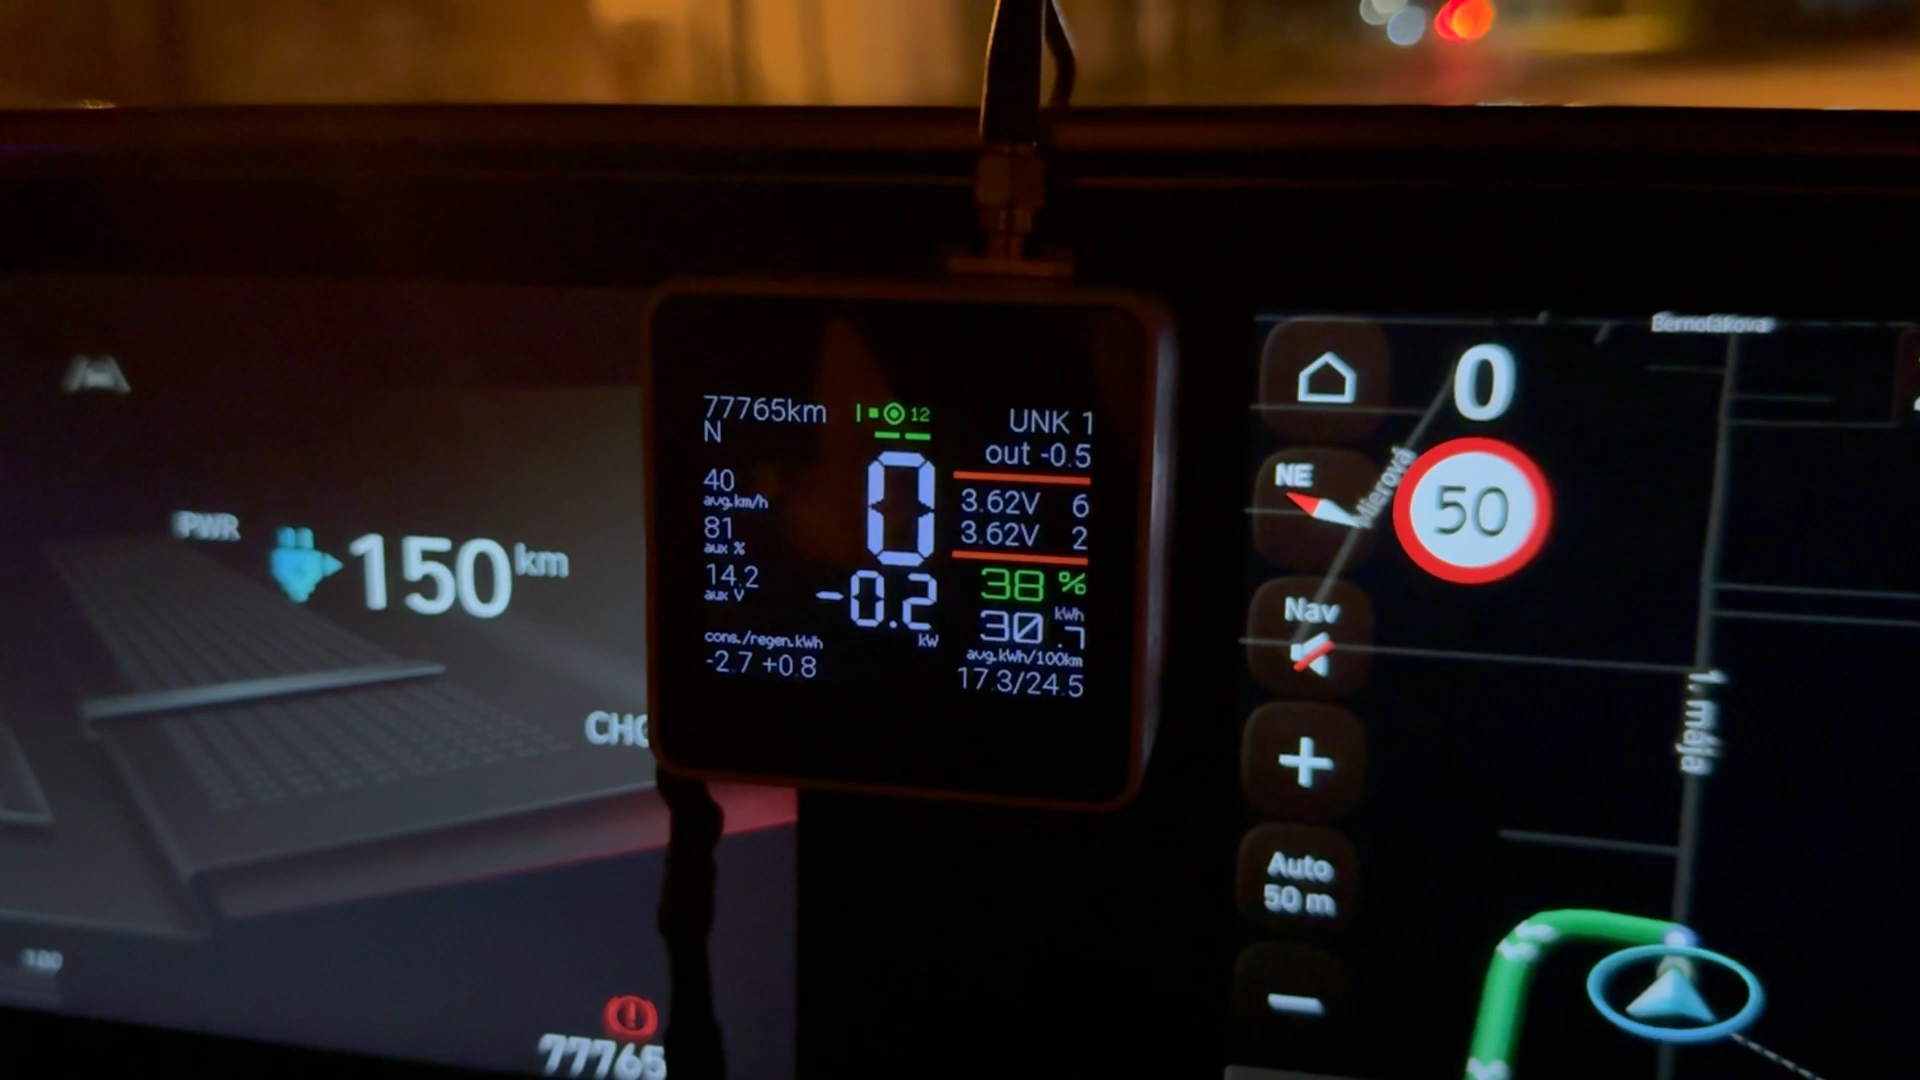 PWR
150 km
CHG
77765
77765km
N
12
UNK 1
out -0.5
40
avg.km/h
81
aux %
14.2
aux V
0
-0.2
kW
3.62V 6
3.62V 2
38 %
30.7 kWh
avg.kWh/100km
17.3/24.5
cons./regen.kWh
-2.7 +0.8
Bernolákova
0
NE
Mierová
50
Nav
1. mája
+
Auto
50 m
−